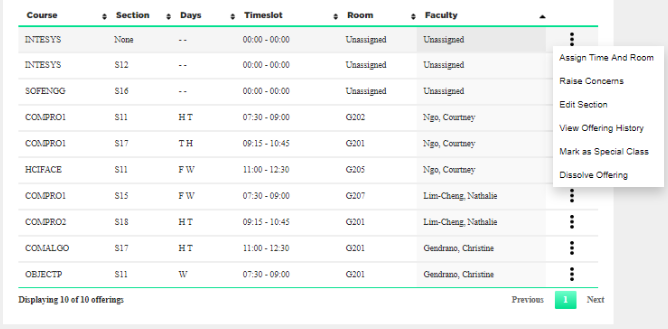 Course Section Days Timeslot Room Faculty
INTESYS None - - 00:00 - 00:00 Unassigned Unassigned
INTESYS S12 - - 00:00 - 00:00 Unassigned Unassigned
SOFENGG S16 - - 00:00 - 00:00 Unassigned Unassigned
COMPRO1 S11 H T 07:30 - 09:00 G202 Ngo, Courtney
COMPRO1 S17 T H 09:15 - 10:45 G201 Ngo, Courtney
HCIFACE S11 F W 11:00 - 12:30 G205 Ngo, Courtney
COMPRO1 S15 F W 07:30 - 09:00 G207 Lim-Cheng, Nathalie
COMPRO2 S18 H T 09:15 - 10:45 G201 Lim-Cheng, Nathalie
COMALGO S17 H T 11:00 - 12:30 G201 Gendrano, Christine
OBJECTP S11 W 07:30 - 09:00 G201 Gendrano, Christine
Assign Time And Room
Raise Concerns
Edit Section
View Offering History
Mark as Special Class
Dissolve Offering
Displaying 10 of 10 offerings Previous 1 Next